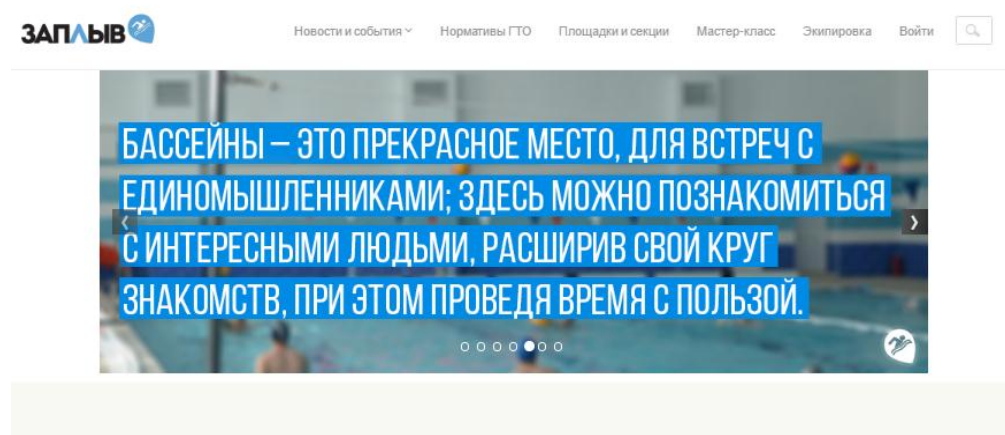 ЗАПЛЫВ
Новости и события Нормативы ГТО Площадки и секции Мастер-класс Экипировка Войти
БАССЕЙНЫ – ЭТО ПРЕКРАСНОЕ МЕСТО, ДЛЯ ВСТРЕЧ С
ЕДИНОМЫШЛЕННИКАМИ; ЗДЕСЬ МОЖНО ПОЗНАКОМИТЬСЯ
С ИНТЕРЕСНЫМИ ЛЮДЬМИ, РАСШИРИВ СВОЙ КРУГ
ЗНАКОМСТВ, ПРИ ЭТОМ ПРОВЕДЯ ВРЕМЯ С ПОЛЬЗОЙ.